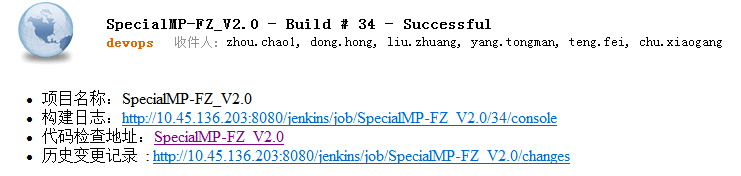 SpecialMP-FZ_V2.0 - Build # 34 - Successful
devops 收件人：zhou.chao1, dong.hong, liu.zhuang, yang.tongman, teng.fei, chu.xiaogang
项目名称：SpecialMP-FZ_V2.0
构建日志：http://10.45.136.203:8080/jenkins/job/SpecialMP-FZ_V2.0/34/console
代码检查地址：SpecialMP-FZ_V2.0
历史变更记录 : http://10.45.136.203:8080/jenkins/job/SpecialMP-FZ_V2.0/changes